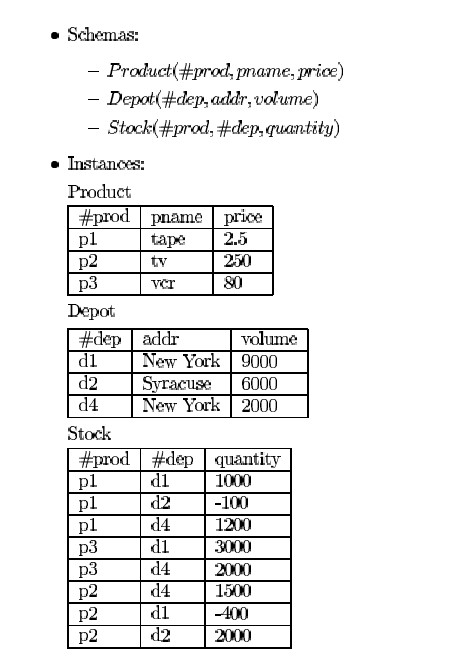 • Schemas:
– Product(#prod, pname, price)
– Depot(#dep, addr, volume)
– Stock(#prod, #dep, quantity)
• Instances:
Product
#prod pname price
p1 tape 2.5
p2 tv 250
p3 vcr 80
Depot
#dep addr volume
d1 New York 9000
d2 Syracuse 6000
d4 New York 2000
Stock
#prod #dep quantity
p1 d1 1000
p1 d2 -100
p1 d4 1200
p3 d1 3000
p3 d4 2000
p2 d4 1500
p2 d1 -400
p2 d2 2000